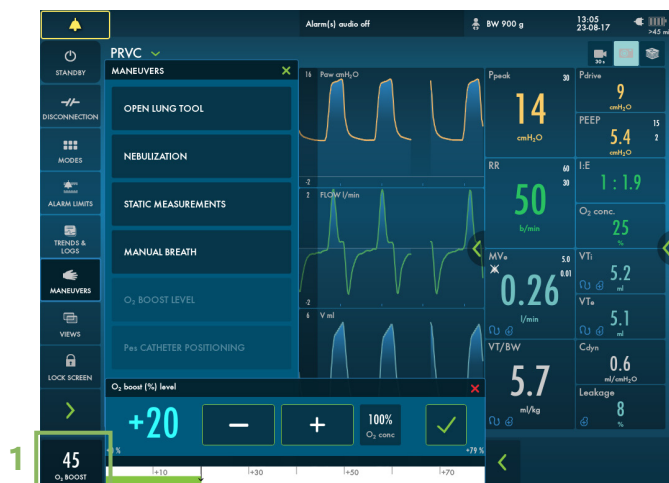 Alarm(s) audio off
BW 900 g
13:05
23-08-17
>45 mi
STANDBY
DISCONNECTION
MODES
ALARM LIMITS
TRENDS &
LOGS
MANEUVERS
VIEWS
LOCK SCREEN
1
45
O₂ BOOST
PRVC
30 s
MANEUVERS
OPEN LUNG TOOL
NEBULIZATION
STATIC MEASUREMENTS
MANUAL BREATH
O₂ BOOST LEVEL
Pes CATHETER POSITIONING
16 Paw cmH₂O
-2
2 FLOW l/min
-2
6 V ml
Ppeak 30
14
cmH₂O
Pdrive
9
cmH₂O
PEEP 15
5.4 2
cmH₂O
RR 60
30
50
b/min
I:E
1 : 1.9
O₂ conc.
25
%
MVe 5.0
0.01
0.26
l/min
VTi
5.2
ml
VTe
5.1
ml
VT/BW
5.7
ml/kg
Cdyn
0.6
ml/cmH₂O
Leakage
8
%
O₂ boost (%) level
+20
100%
O₂ conc
+79 %
+10 +30 +50 +70